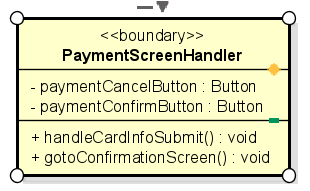 <<boundary>>
PaymentScreenHandler
- paymentCancelButton : Button
- paymentConfirmButton : Button
+ handleCardInfoSubmit() : void
+ gotoConfirmationScreen() : void